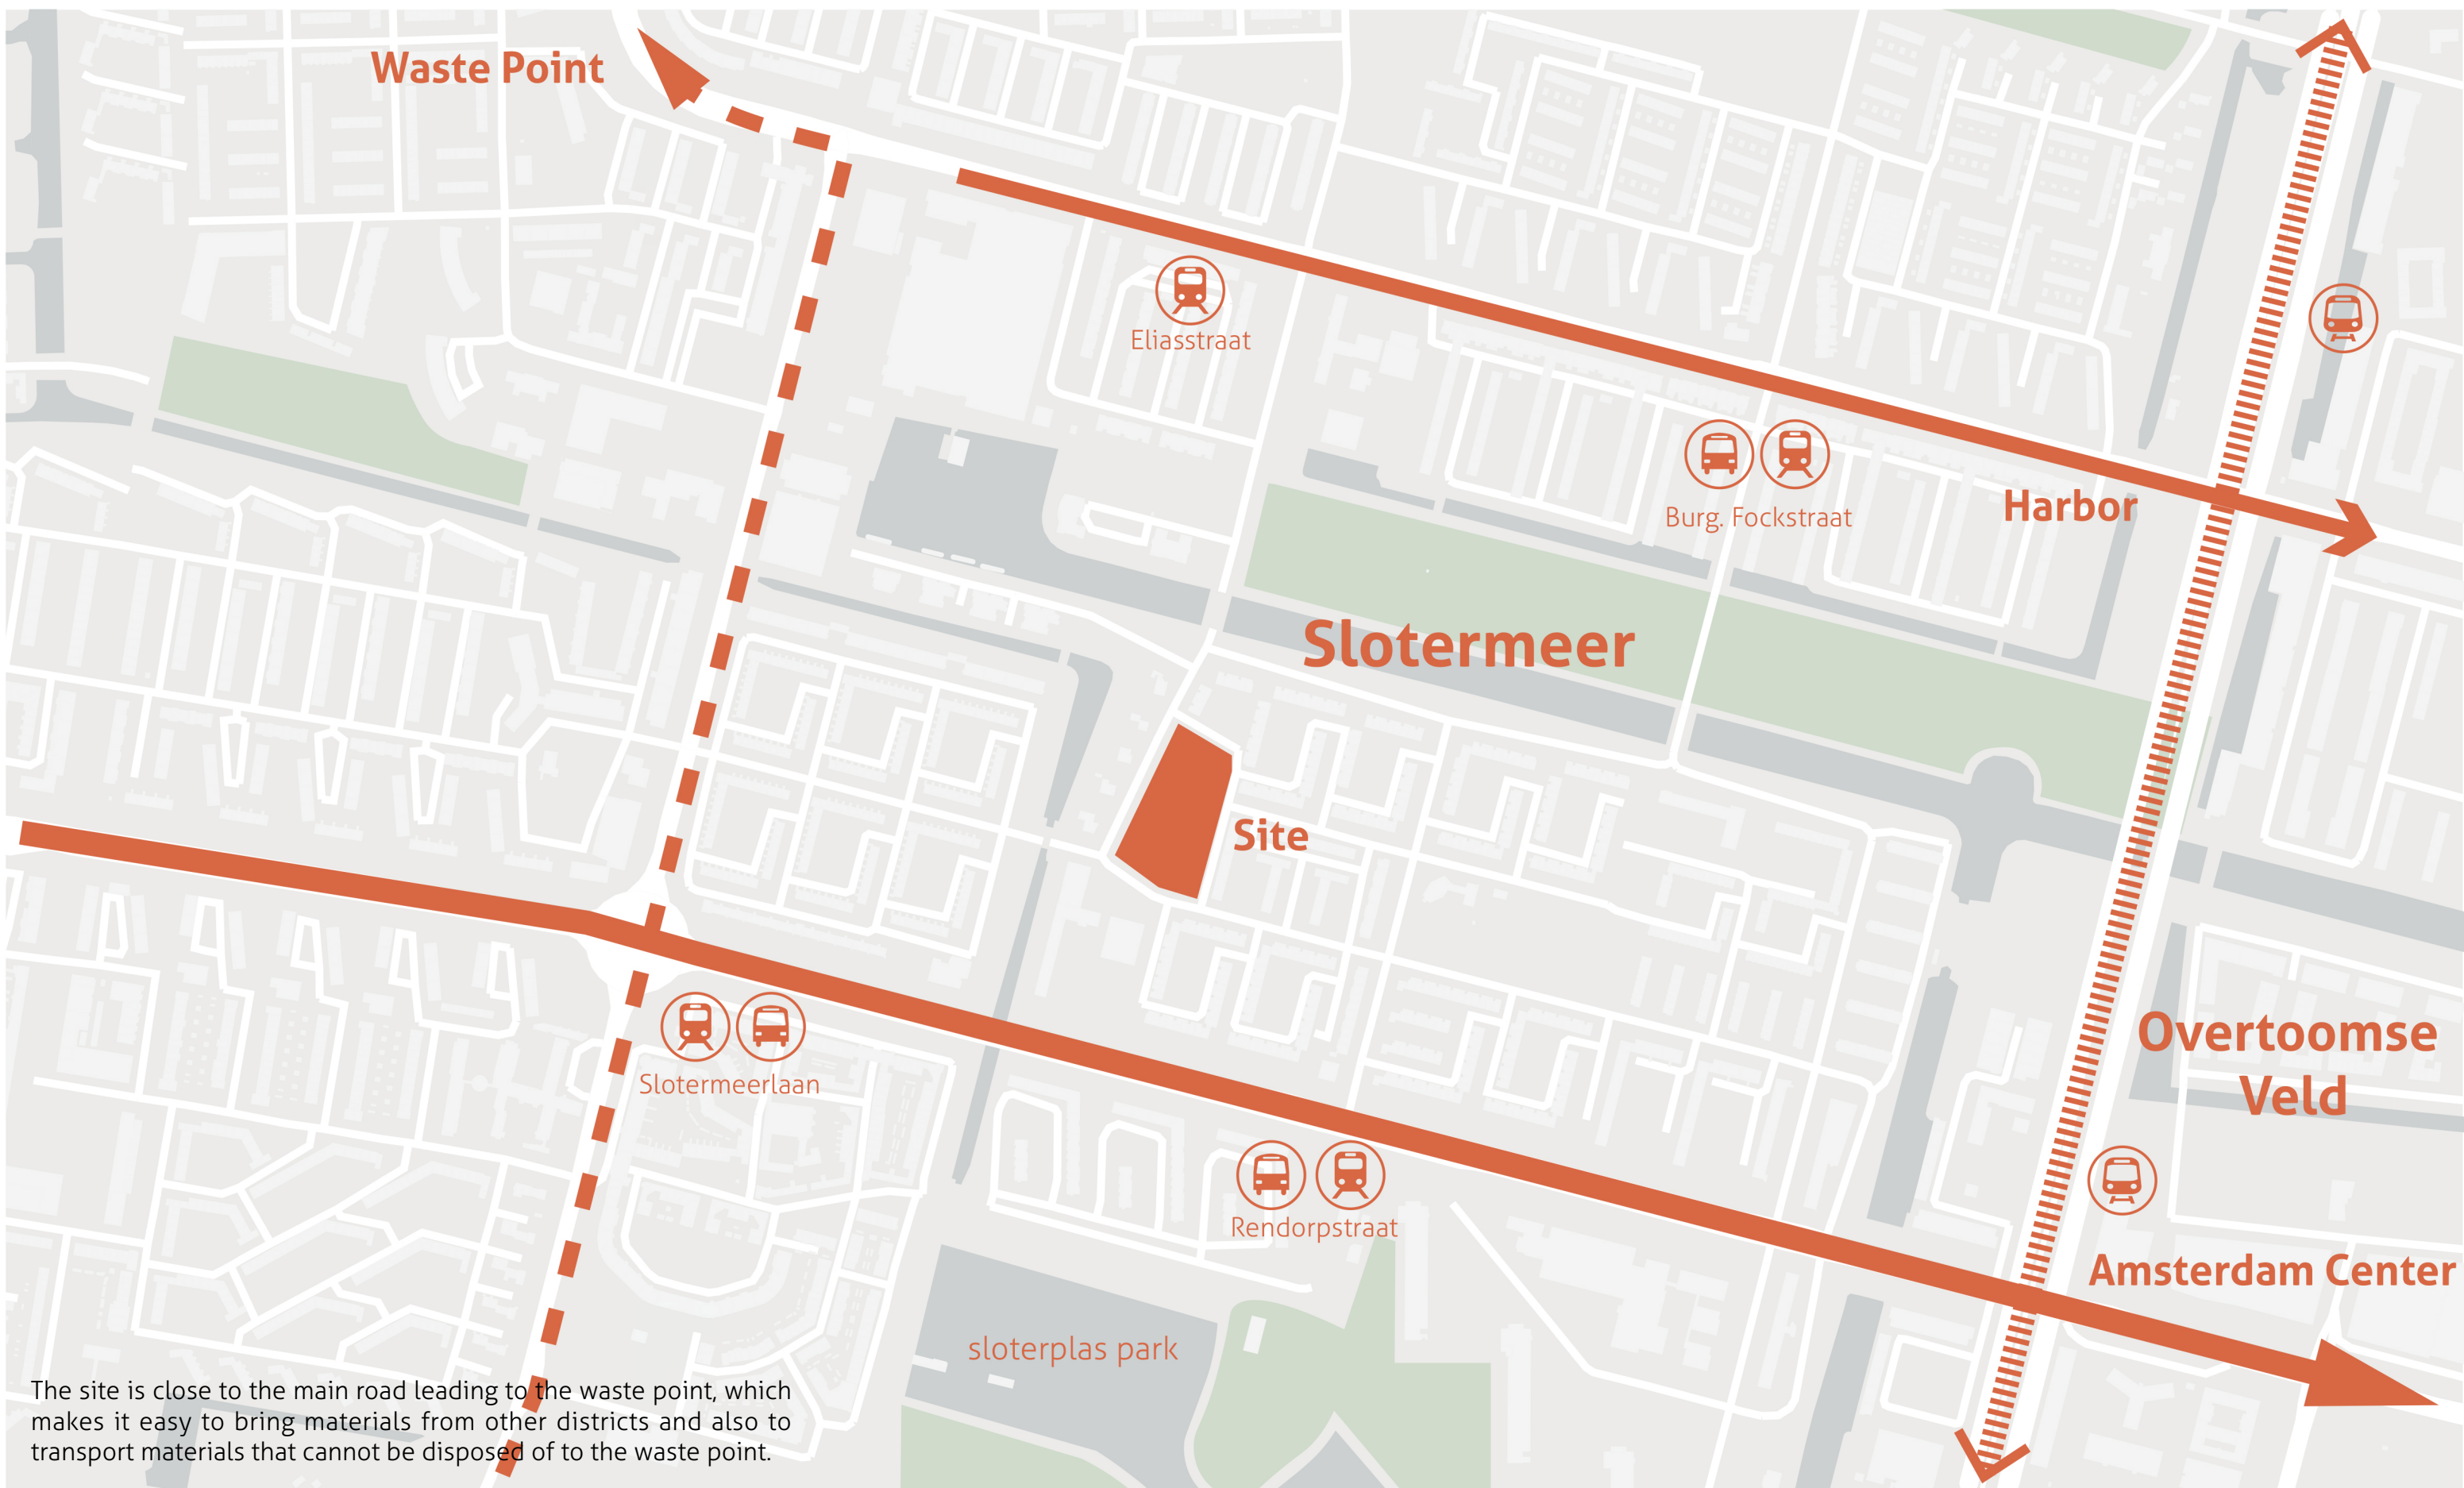 Waste Point
Eliasstraat
Burg. Fockstraat
Harbor
Slotermeer
Site
Overtoomse
Veld
Slotermeerlaan
Rendorpstraat
Amsterdam Center
sloterplas park
The site is close to the main road leading to the waste point, which
makes it easy to bring materials from other districts and also to
transport materials that cannot be disposed of to the waste point.